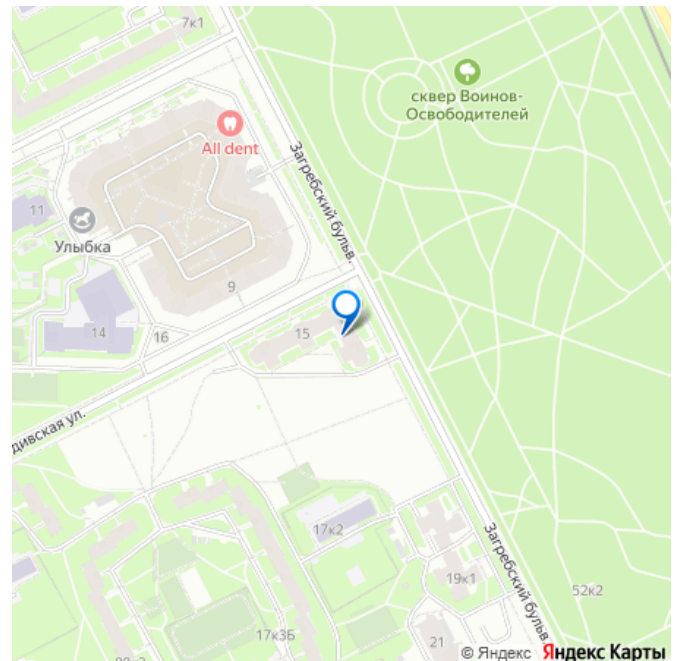 7к1
сквер Воинов-
Освободителей
All dent
Загребский бульв.
11
Улыбка
9
14
16
15
дивская ул.
17к2
Загребский бульв.
19к1
52к2
17к3Б
21
© Яндекс Яндекс Карты